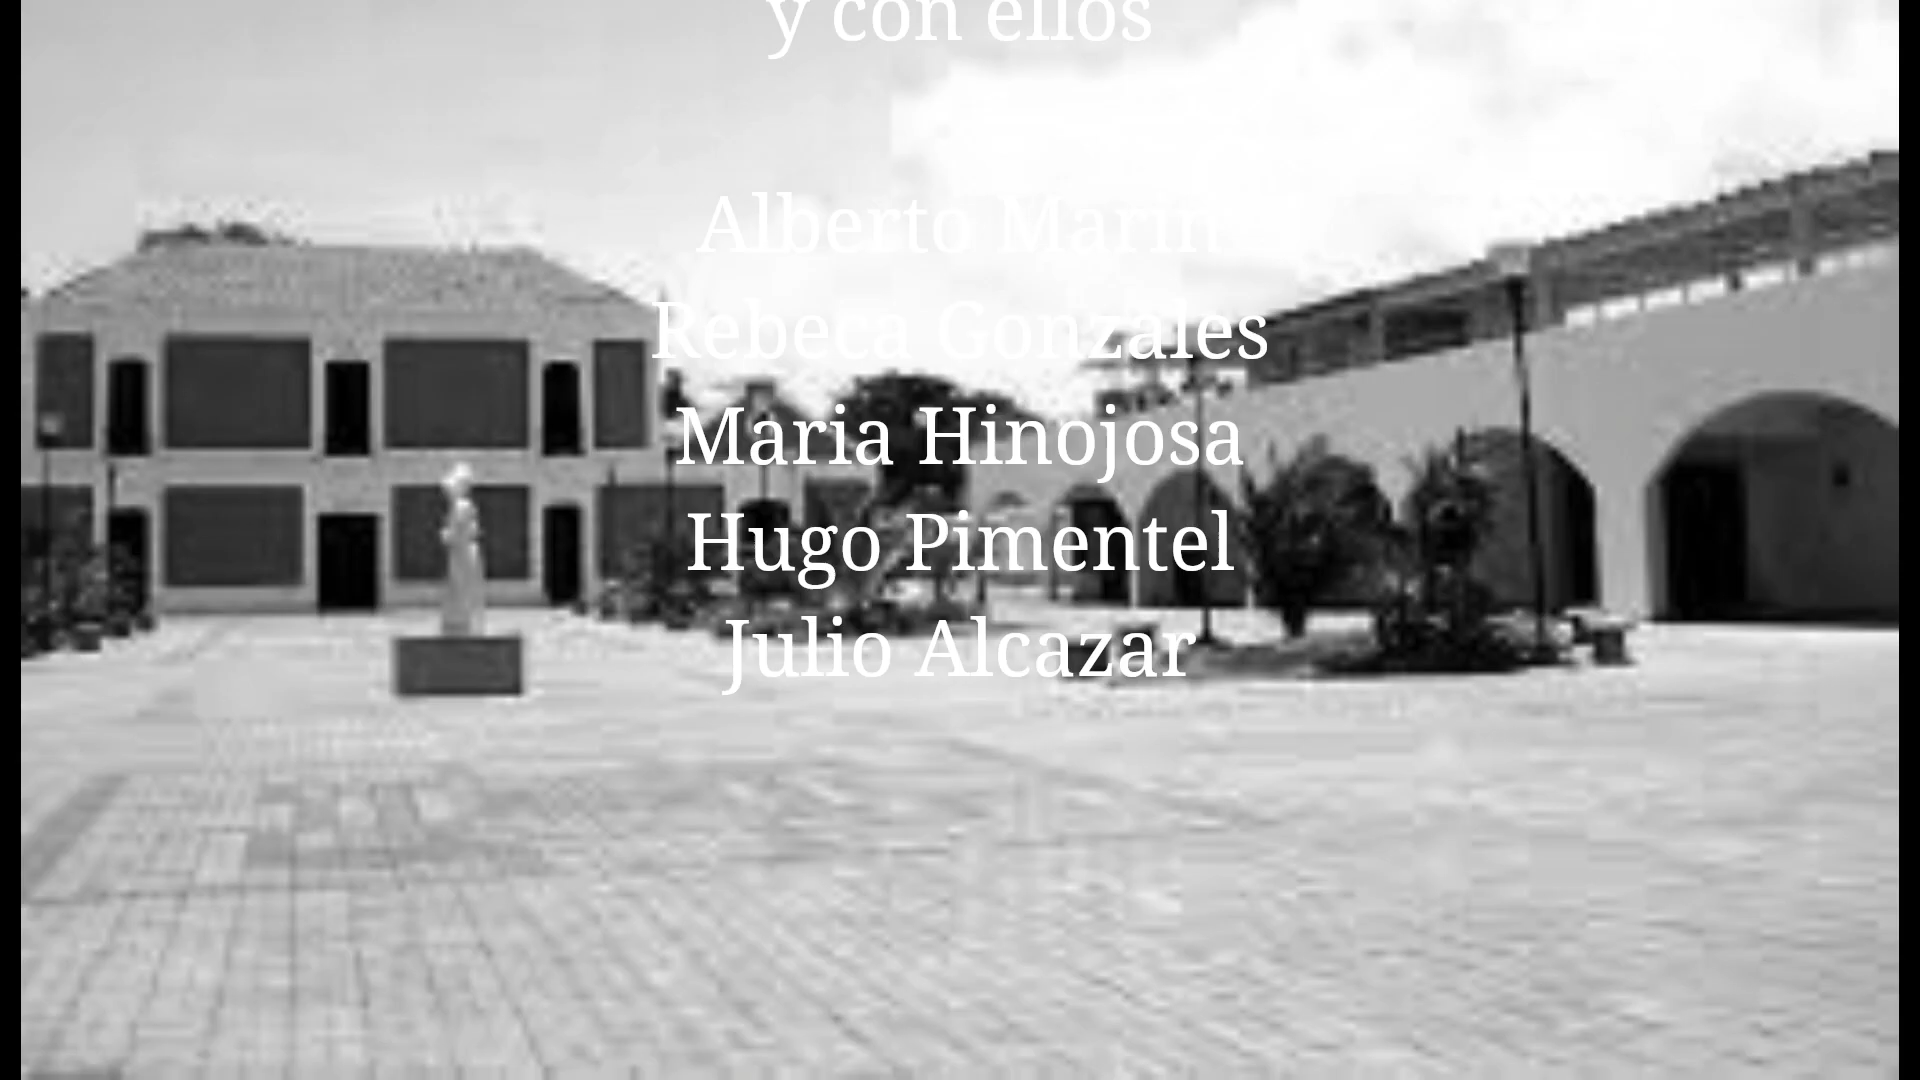 y con ellos
Alberto Marin
Rebeca Gonzales
Maria Hinojosa
Hugo Pimentel
Julio Alcazar